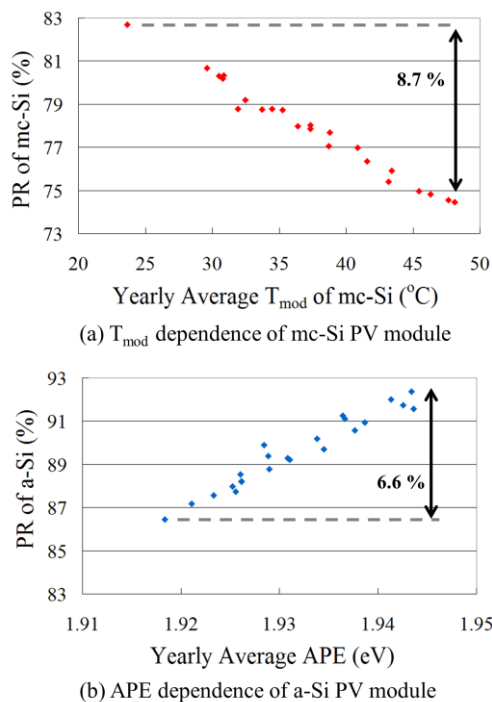 83
81
79
77
75
73
PR of mc-Si (%)
8.7 %
20 25 30 35 40 45 50
Yearly Average Tmod of mc-Si (°C)
(a) Tmod dependence of mc-Si PV module
93
91
89
87
85
83
PR of a-Si (%)
6.6 %
1.91 1.92 1.93 1.94 1.95
Yearly Average APE (eV)
(b) APE dependence of a-Si PV module